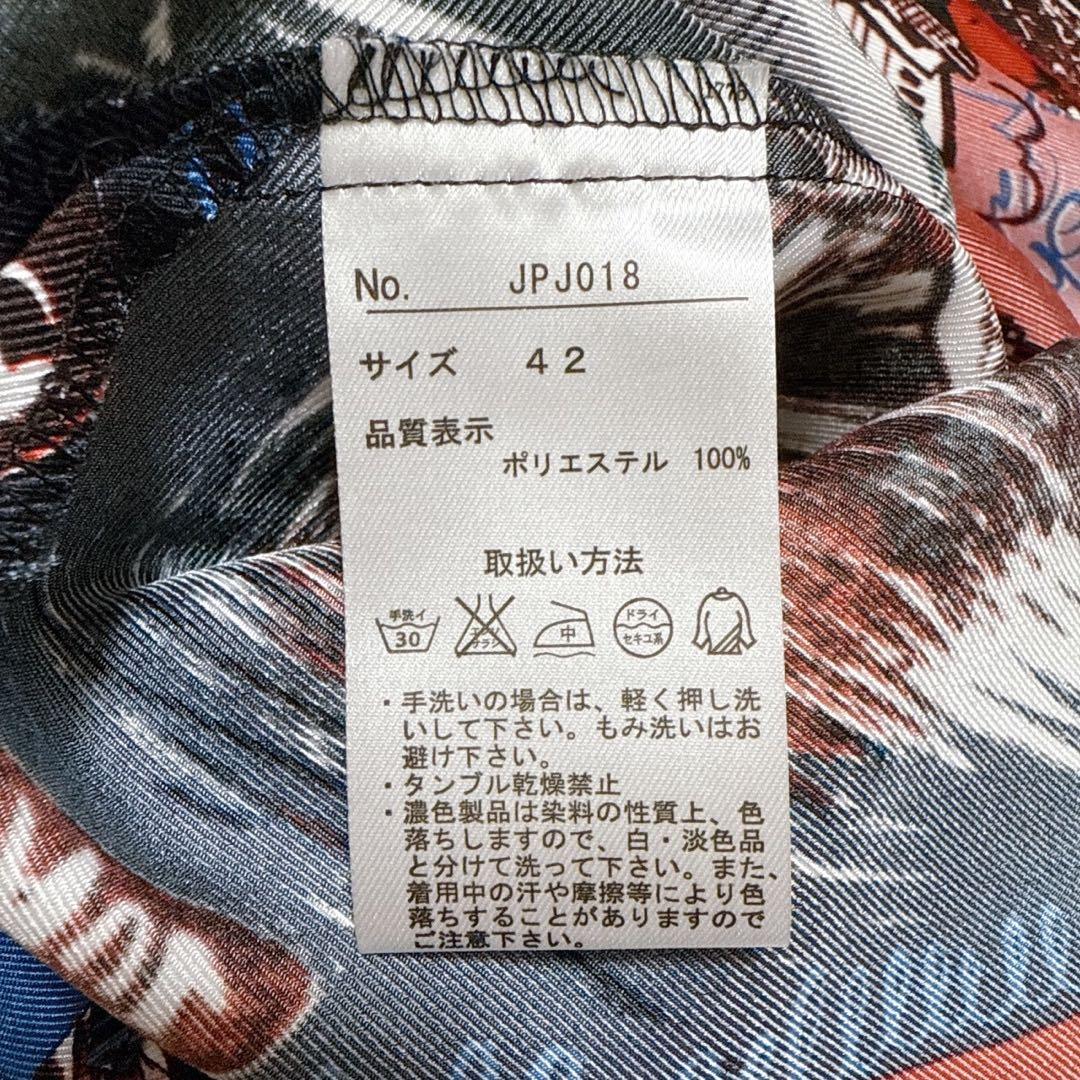 No. JPJ018
サイズ 42
品質表示
ポリエステル 100%
取扱い方法
手洗イ
30
エンソ
サラシ
中
ドライ
セキユ系
・手洗いの場合は、軽く押し洗
いして下さい。もみ洗いはお
避け下さい。
・タンブル乾燥禁止
・濃色製品は染料の性質上、色
落ちしますので、白・淡色品
と分けて洗って下さい。また、
着用中の汗や摩擦等により色
落ちすることがありますので
ご注意下さい。